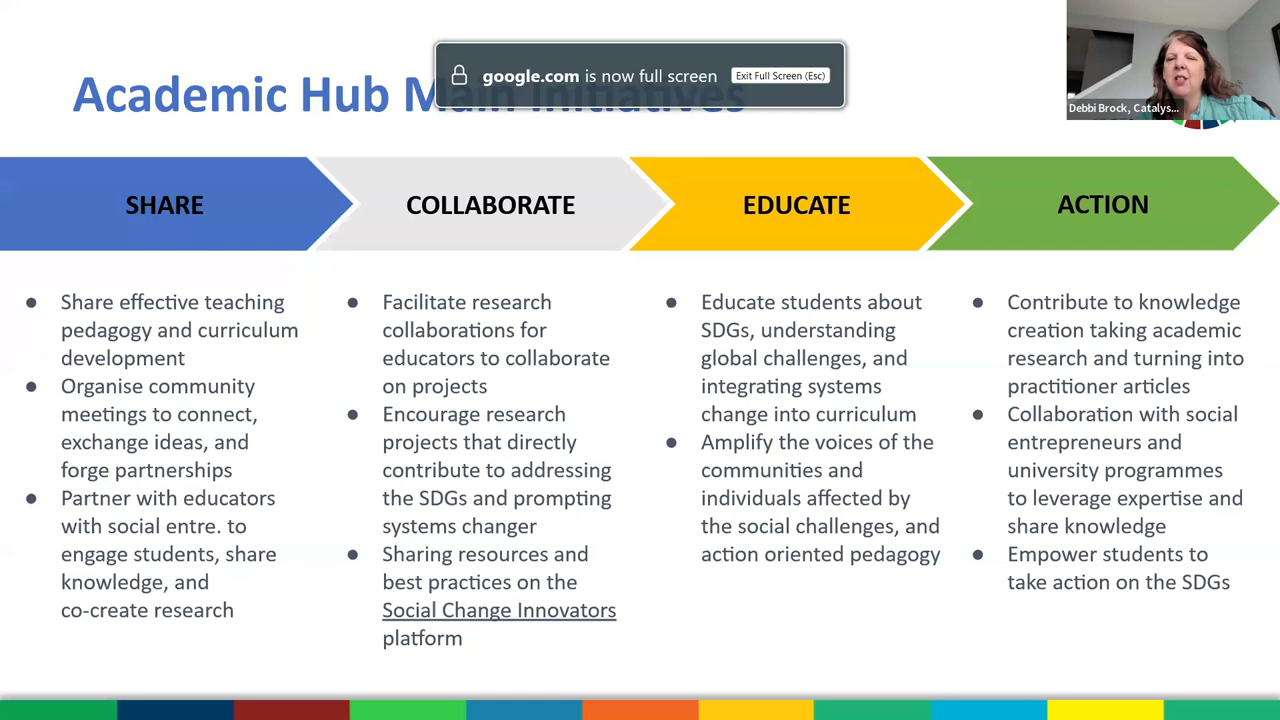 google.com is now full screen
Exit Full Screen (Esc)
Academic Hub Main Initiatives
Debbi Brock, Catalys...
SHARE
COLLABORATE
EDUCATE
ACTION
● Share effective teaching
pedagogy and curriculum
development
● Organise community
meetings to connect,
exchange ideas, and
forge partnerships
● Partner with educators
with social entre. to
engage students, share
knowledge, and
co-create research
● Facilitate research
collaborations for
educators to collaborate
on projects
● Encourage research
projects that directly
contribute to addressing
the SDGs and prompting
systems changer
● Sharing resources and
best practices on the
Social Change Innovators
platform
● Educate students about
SDGs, understanding
global challenges, and
integrating systems
change into curriculum
● Amplify the voices of the
communities and
individuals affected by
the social challenges, and
action oriented pedagogy
● Contribute to knowledge
creation taking academic
research and turning into
practitioner articles
● Collaboration with social
entrepreneurs and
university programmes
to leverage expertise and
share knowledge
● Empower students to
take action on the SDGs